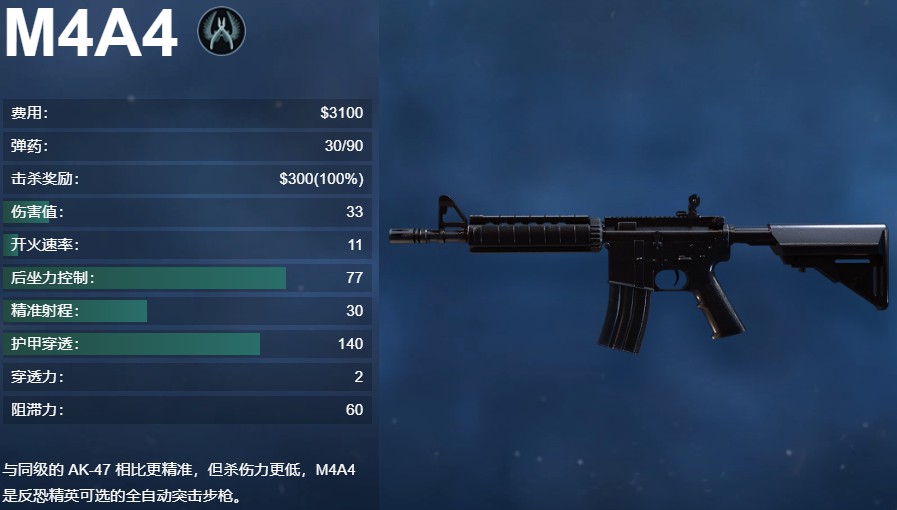 M4A4
费用： $3100
弹药： 30/90
击杀奖励： $300(100%)
伤害值： 33
开火速率： 11
后坐力控制： 77
精准射程： 30
护甲穿透： 140
穿透力： 2
阻滞力： 60
与同级的 AK-47 相比更精准，但杀伤力更低，M4A4
是反恐精英可选的全自动突击步枪。